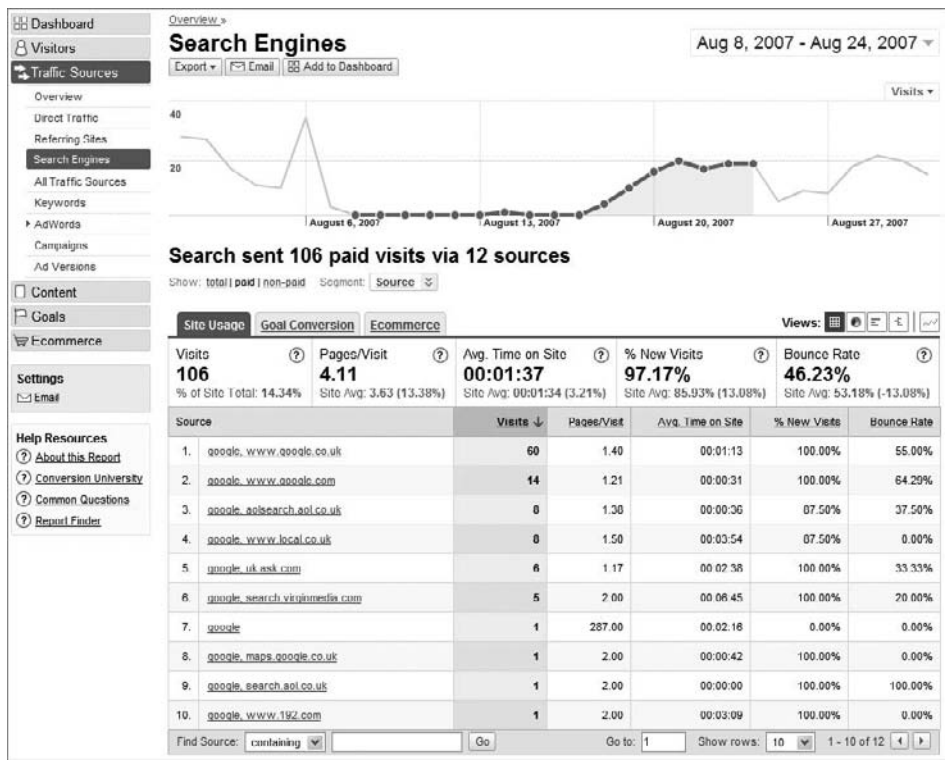 Dashboard
Visitors
Traffic Sources
Overview
Direct Traffic
Referring Sites
Search Engines
All Traffic Sources
Keywords
AdWords
Campaigns
Ad Versions
Content
Goals
Ecommerce
Settings
Email
Help Resources
About this Report
Conversion University
Common Questions
Report Finder
Overview »
Search Engines
Aug 8, 2007 - Aug 24, 2007
Export Email Add to Dashboard
Visits
40
20
August 6, 2007 August 13, 2007 August 20, 2007 August 27, 2007
Search sent 106 paid visits via 12 sources
Show: total | paid | non-paid Segment: Source
Site Usage Goal Conversion Ecommerce Views:
Visits ? Pages/Visit ? Avg. Time on Site ? % New Visits ? Bounce Rate ?
106 4.11 00:01:37 97.17% 46.23%
% of Site Total: 14.34% Site Avg: 3.63 (13.38%) Site Avg: 00:01:34 (3.21%) Site Avg: 85.93% (13.08%) Site Avg: 53.18% (-13.08%)
Source Visits ↓ Pages/Visit Avg. Time on Site % New Visits Bounce Rate
1. google, www.google.co.uk 60 1.40 00:01:13 100.00% 55.00%
2. google, www.google.com 14 1.21 00:00:31 100.00% 64.29%
3. google, aolsearch.aol.co.uk 8 1.38 00:00:36 87.50% 37.50%
4. google, www.local.co.uk 8 1.50 00:03:54 87.50% 0.00%
5. google, uk.ask.com 6 1.17 00:02:38 100.00% 33.33%
6. google, search.virginmedia.com 5 2.00 00:06:45 100.00% 20.00%
7. google 1 287.00 00:02:16 0.00% 0.00%
8. google, maps.google.co.uk 1 2.00 00:00:42 100.00% 0.00%
9. google, search.aol.co.uk 1 2.00 00:00:00 100.00% 100.00%
10. google, www.192.com 1 2.00 00:03:09 100.00% 0.00%
Find Source: containing Go Go to: 1 Show rows: 10 1 - 10 of 12